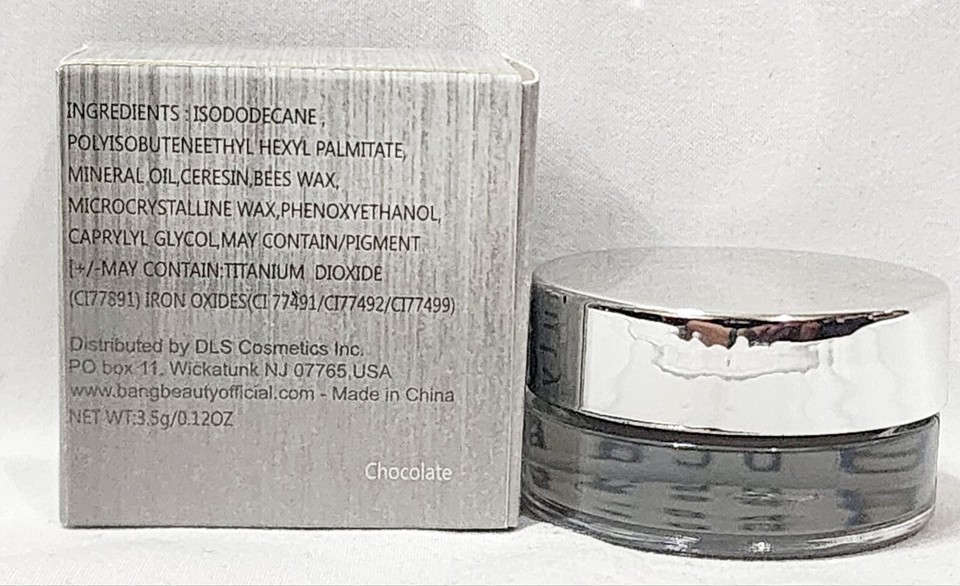 INGREDIENTS : ISODODECANE ,
POLYISOBUTENEETHYL HEXYL PALMITATE,
MINERAL OIL,CERESIN,BEES WAX,
MICROCRYSTALLINE WAX,PHENOXYETHANOL,
CAPRYLYL GLYCOL,MAY CONTAIN/PIGMENT
[+/-MAY CONTAIN:TITANIUM DIOXIDE
(CI77891) IRON OXIDES(CI 77491/CI77492/CI77499)
Distributed by DLS Cosmetics Inc.
PO box 11, Wickatunk NJ 07765,USA
www.bangbeautyofficial.com - Made in China
NET WT:3.5g/0.12OZ
Chocolate